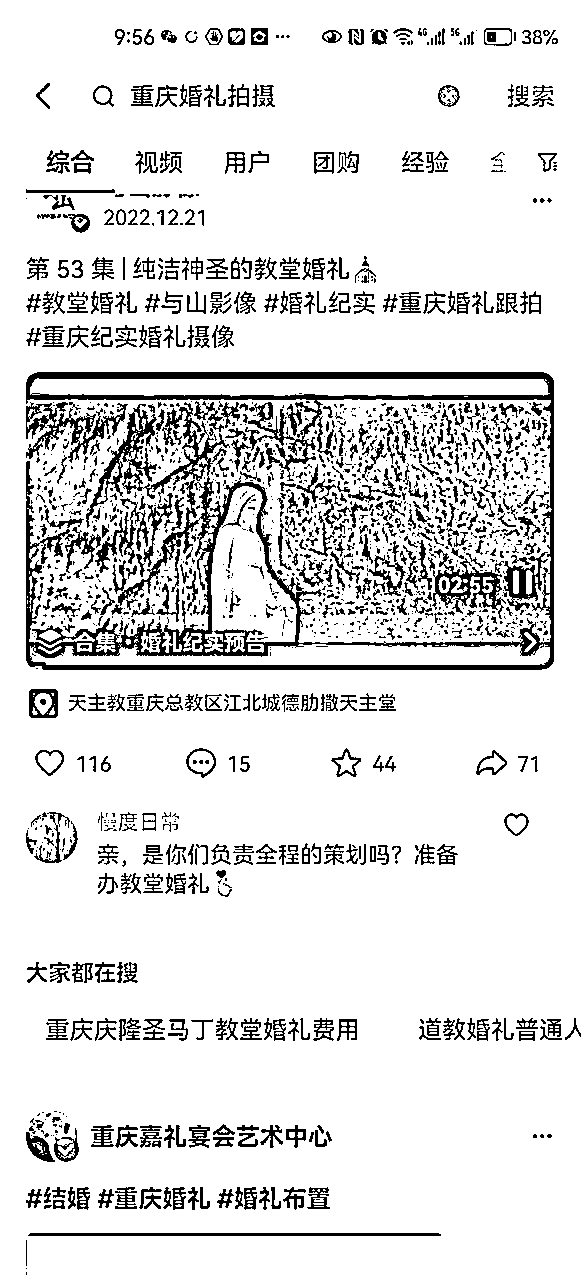 9:56 ... 4G 5G 38%
重庆婚礼拍摄 搜索
综合 视频 用户 团购 经验
2022.12.21
第 53 集 | 纯洁神圣的教堂婚礼
#教堂婚礼 #与山影像 #婚礼纪实 #重庆婚礼跟拍
#重庆纪实婚礼摄像
02:55
合集 · 婚礼纪实预告
天主教重庆总教区江北城德肋撒天主堂
116 15 44 71
慢度日常
亲，是你们负责全程的策划吗？准备
办教堂婚礼
大家都在搜
重庆庆隆圣马丁教堂婚礼费用 道教婚礼普通人
重庆嘉礼宴会艺术中心
#结婚 #重庆婚礼 #婚礼布置